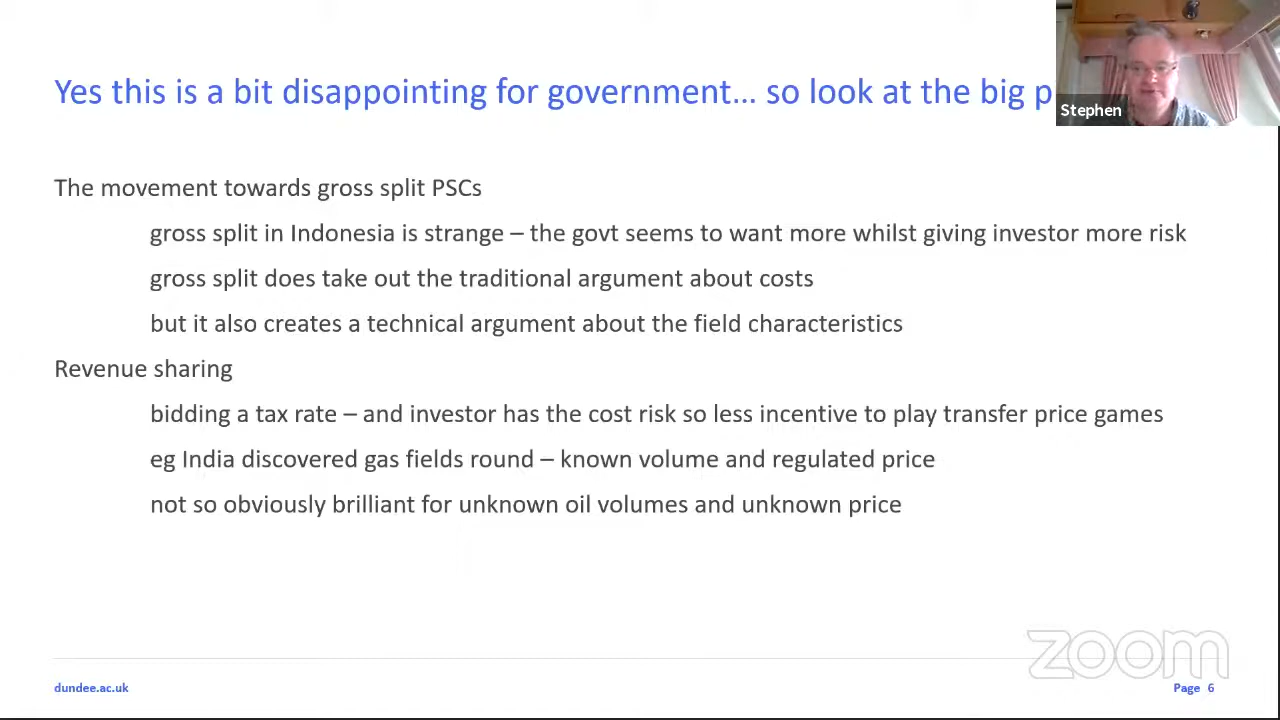 Yes this is a bit disappointing for government... so look at the big p
Stephen
The movement towards gross split PSCs
gross split in Indonesia is strange – the govt seems to want more whilst giving investor more risk
gross split does take out the traditional argument about costs
but it also creates a technical argument about the field characteristics
Revenue sharing
bidding a tax rate – and investor has the cost risk so less incentive to play transfer price games
eg India discovered gas fields round – known volume and regulated price
not so obviously brilliant for unknown oil volumes and unknown price
zoom
dundee.ac.uk
Page 6